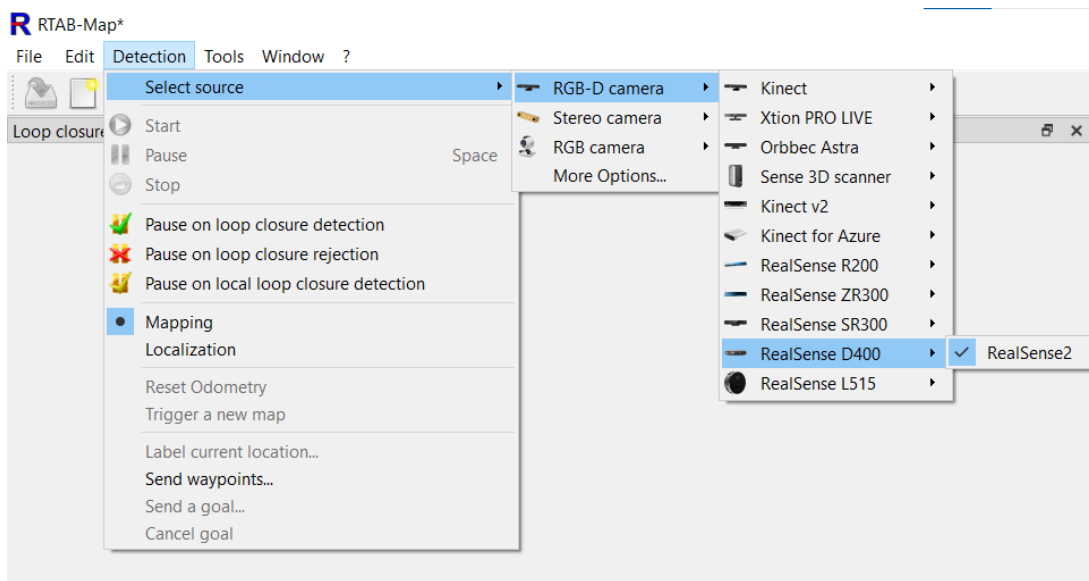 RTAB-Map*
File Edit Detection Tools Window ?
Loop closure
Select source
Start
Pause Space
Stop
Pause on loop closure detection
Pause on loop closure rejection
Pause on local loop closure detection
Mapping
Localization
Reset Odometry
Trigger a new map
Label current location...
Send waypoints...
Send a goal...
Cancel goal
RGB-D camera
Stereo camera
RGB camera
More Options...
Kinect
Xtion PRO LIVE
Orbbec Astra
Sense 3D scanner
Kinect v2
Kinect for Azure
RealSense R200
RealSense ZR300
RealSense SR300
RealSense D400
RealSense L515
RealSense2